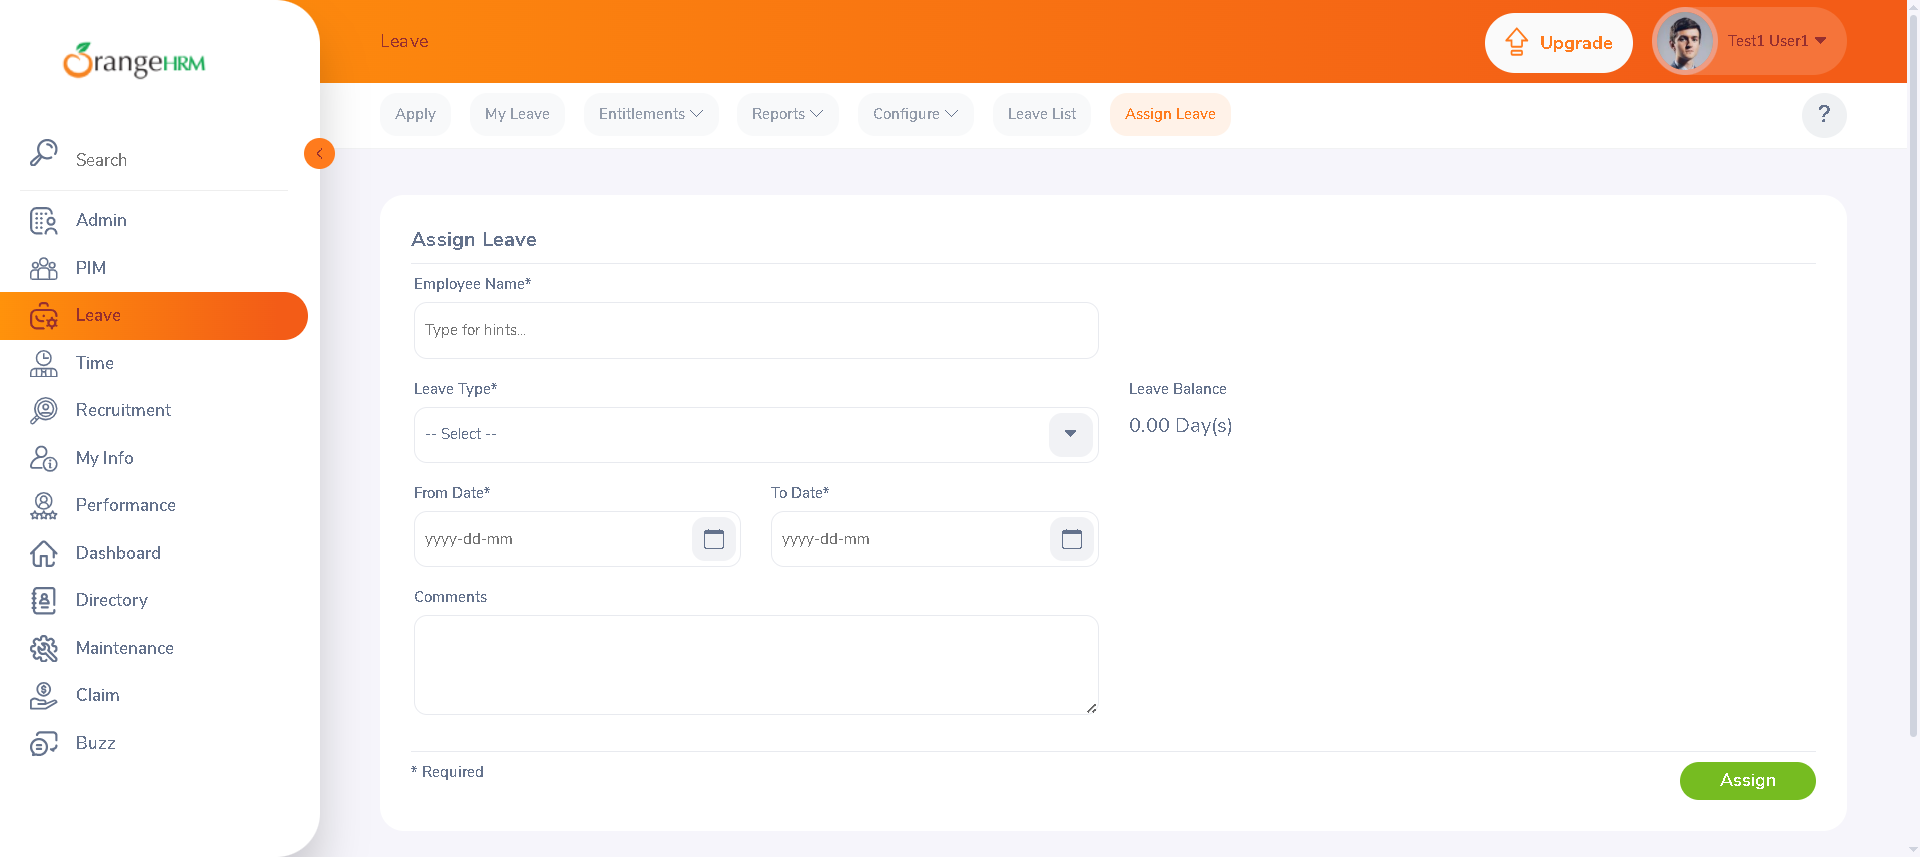 OrangeHRM
Leave
Upgrade
Test1 User1
Apply
My Leave
Entitlements
Reports
Configure
Leave List
Assign Leave
?
Search
Admin
PIM
Leave
Time
Recruitment
My Info
Performance
Dashboard
Directory
Maintenance
Claim
Buzz
Assign Leave
Employee Name*
Type for hints...
Leave Type*
Leave Balance
-- Select --
0.00 Day(s)
From Date*
To Date*
yyyy-dd-mm
yyyy-dd-mm
Comments
* Required
Assign